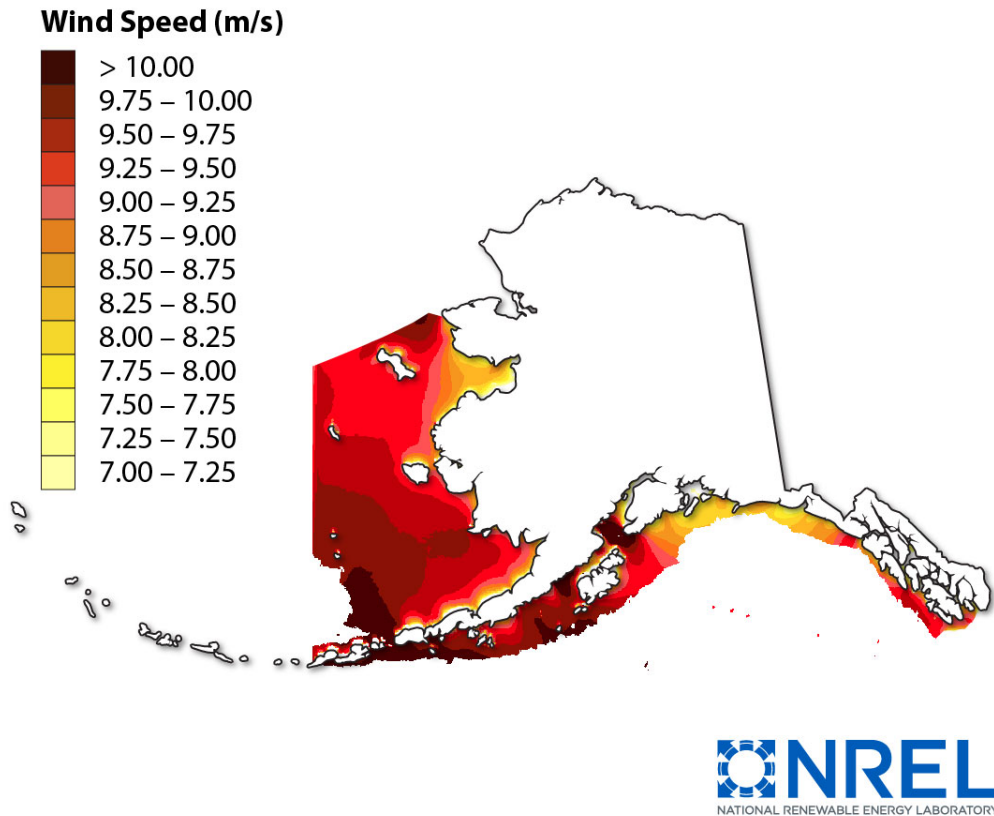 Wind Speed (m/s)
> 10.00
9.75 – 10.00
9.50 – 9.75
9.25 – 9.50
9.00 – 9.25
8.75 – 9.00
8.50 – 8.75
8.25 – 8.50
8.00 – 8.25
7.75 – 8.00
7.50 – 7.75
7.25 – 7.50
7.00 – 7.25
NREL
NATIONAL RENEWABLE ENERGY LABORATORY